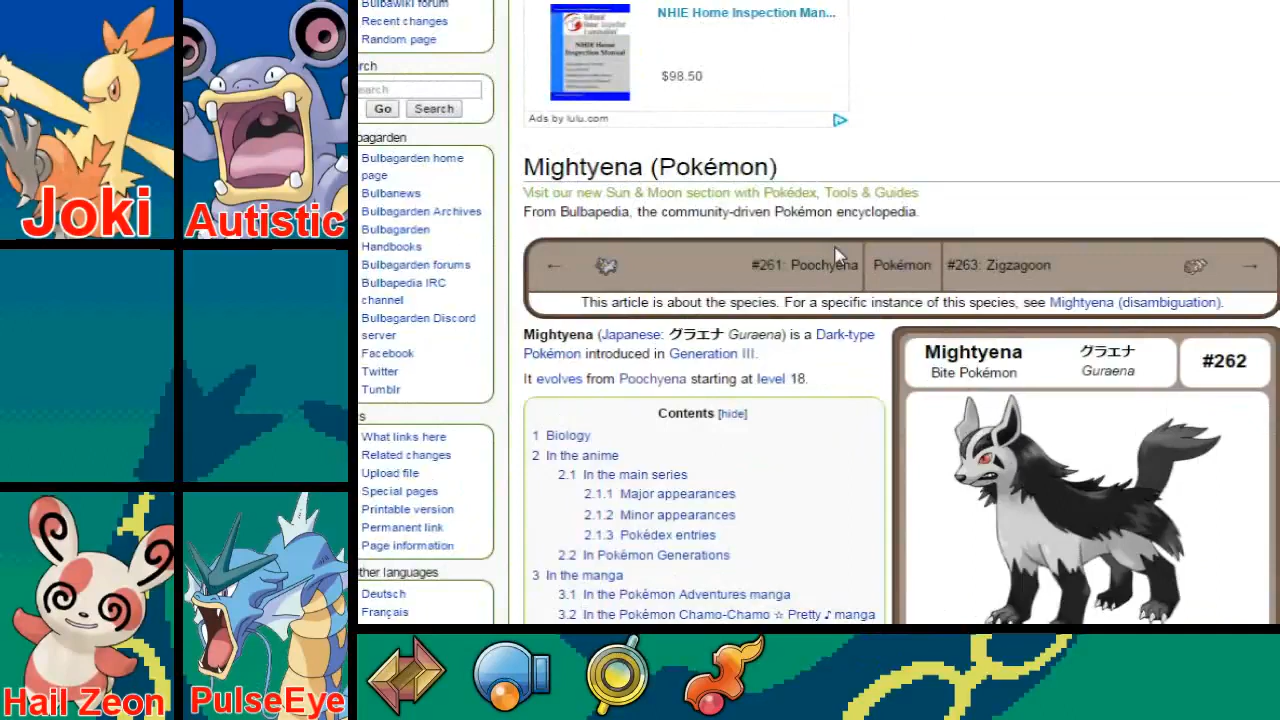 Joki
Autistic
Hail Zeon
PulseEye
Recent changes
Random page
Go
Search
Bulbagarden home
page
Bulbanews
Bulbagarden Archives
Bulbagarden
Handbooks
Bulbagarden forums
Bulbapedia IRC
channel
Bulbagarden Discord
server
Facebook
Twitter
Tumblr
What links here
Related changes
Upload file
Special pages
Printable version
Permanent link
Page information
Deutsch
Français
NHIE Home Inspection Man...
NHIE Home
Inspection Manual
$98.50
Ads by lulu.com
Mightyena (Pokémon)
Visit our new Sun & Moon section with Pokédex, Tools & Guides
From Bulbapedia, the community-driven Pokémon encyclopedia.
← #261: Poochyena Pokémon #263: Zigzagoon →
This article is about the species. For a specific instance of this species, see Mightyena (disambiguation).
Mightyena (Japanese: グラエナ Guraena) is a Dark-type
Pokémon introduced in Generation III.
It evolves from Poochyena starting at level 18.
Contents [hide]
1 Biology
2 In the anime
2.1 In the main series
2.1.1 Major appearances
2.1.2 Minor appearances
2.1.3 Pokédex entries
2.2 In Pokémon Generations
3 In the manga
3.1 In the Pokémon Adventures manga
3.2 In the Pokémon Chamo-Chamo ☆ Pretty ♪ manga
Mightyena
Bite Pokémon
グラエナ
Guraena
#262